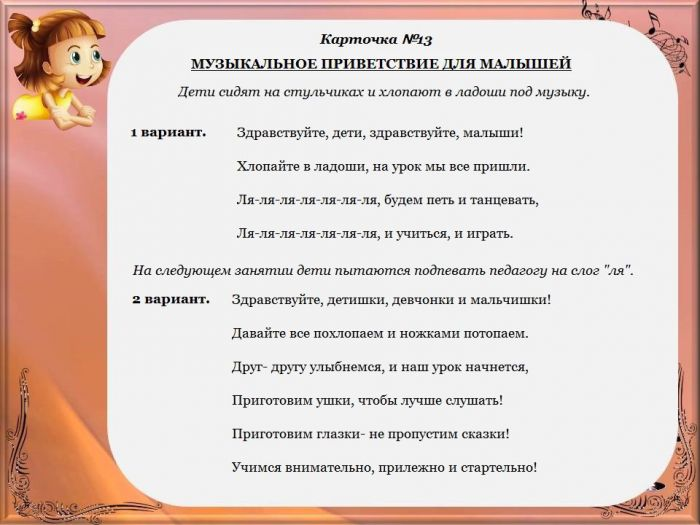 Карточка №13
МУЗЫКАЛЬНОЕ ПРИВЕТСТВИЕ ДЛЯ МАЛЫШЕЙ
Дети сидят на стульчиках и хлопают в ладоши под музыку.
1 вариант. Здравствуйте, дети, здравствуйте, малыши!
Хлопайте в ладоши, на урок мы все пришли.
Ля-ля-ля-ля-ля-ля-ля, будем петь и танцевать,
Ля-ля-ля-ля-ля-ля-ля, и учиться, и играть.
На следующем занятии дети пытаются подпевать педагогу на слог "ля".
2 вариант. Здравствуйте, детишки, девчонки и мальчишки!
Давайте все похлопаем и ножками потопаем.
Друг- другу улыбнемся, и наш урок начнется,
Приготовим ушки, чтобы лучше слушать!
Приготовим глазки- не пропустим сказки!
Учимся внимательно, прилежно и стартельно!